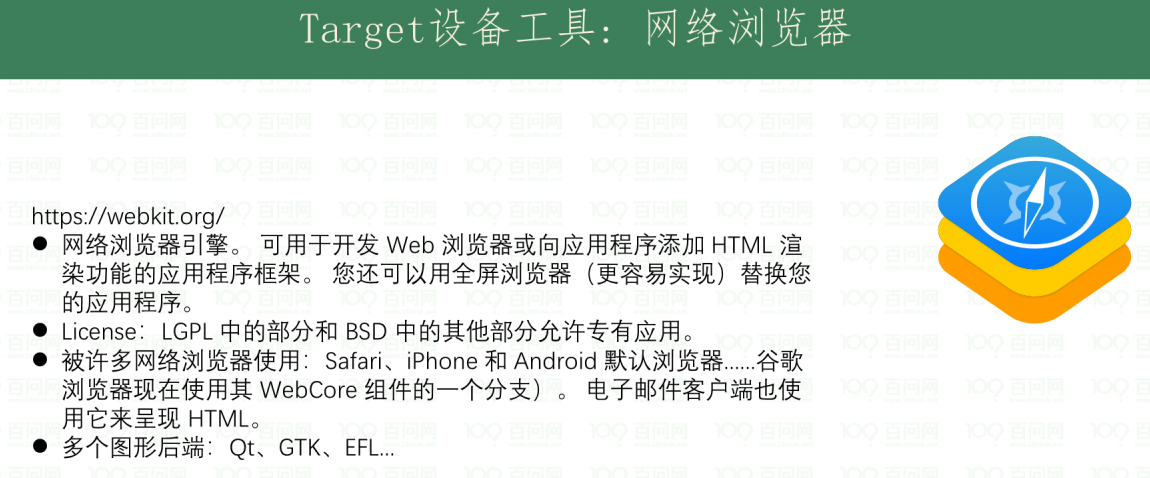 Target设备工具：网络浏览器
https://webkit.org/
● 网络浏览器引擎。 可用于开发 Web 浏览器或向应用程序添加 HTML 渲
染功能的应用程序框架。 您还可以用全屏浏览器（更容易实现）替换您
的应用程序。
● License：LGPL 中的部分和 BSD 中的其他部分允许专有应用。
● 被许多网络浏览器使用：Safari、iPhone 和 Android 默认浏览器......谷歌
浏览器现在使用其 WebCore 组件的一个分支）。 电子邮件客户端也使
用它来呈现 HTML。
● 多个图形后端：Qt、GTK、EFL...